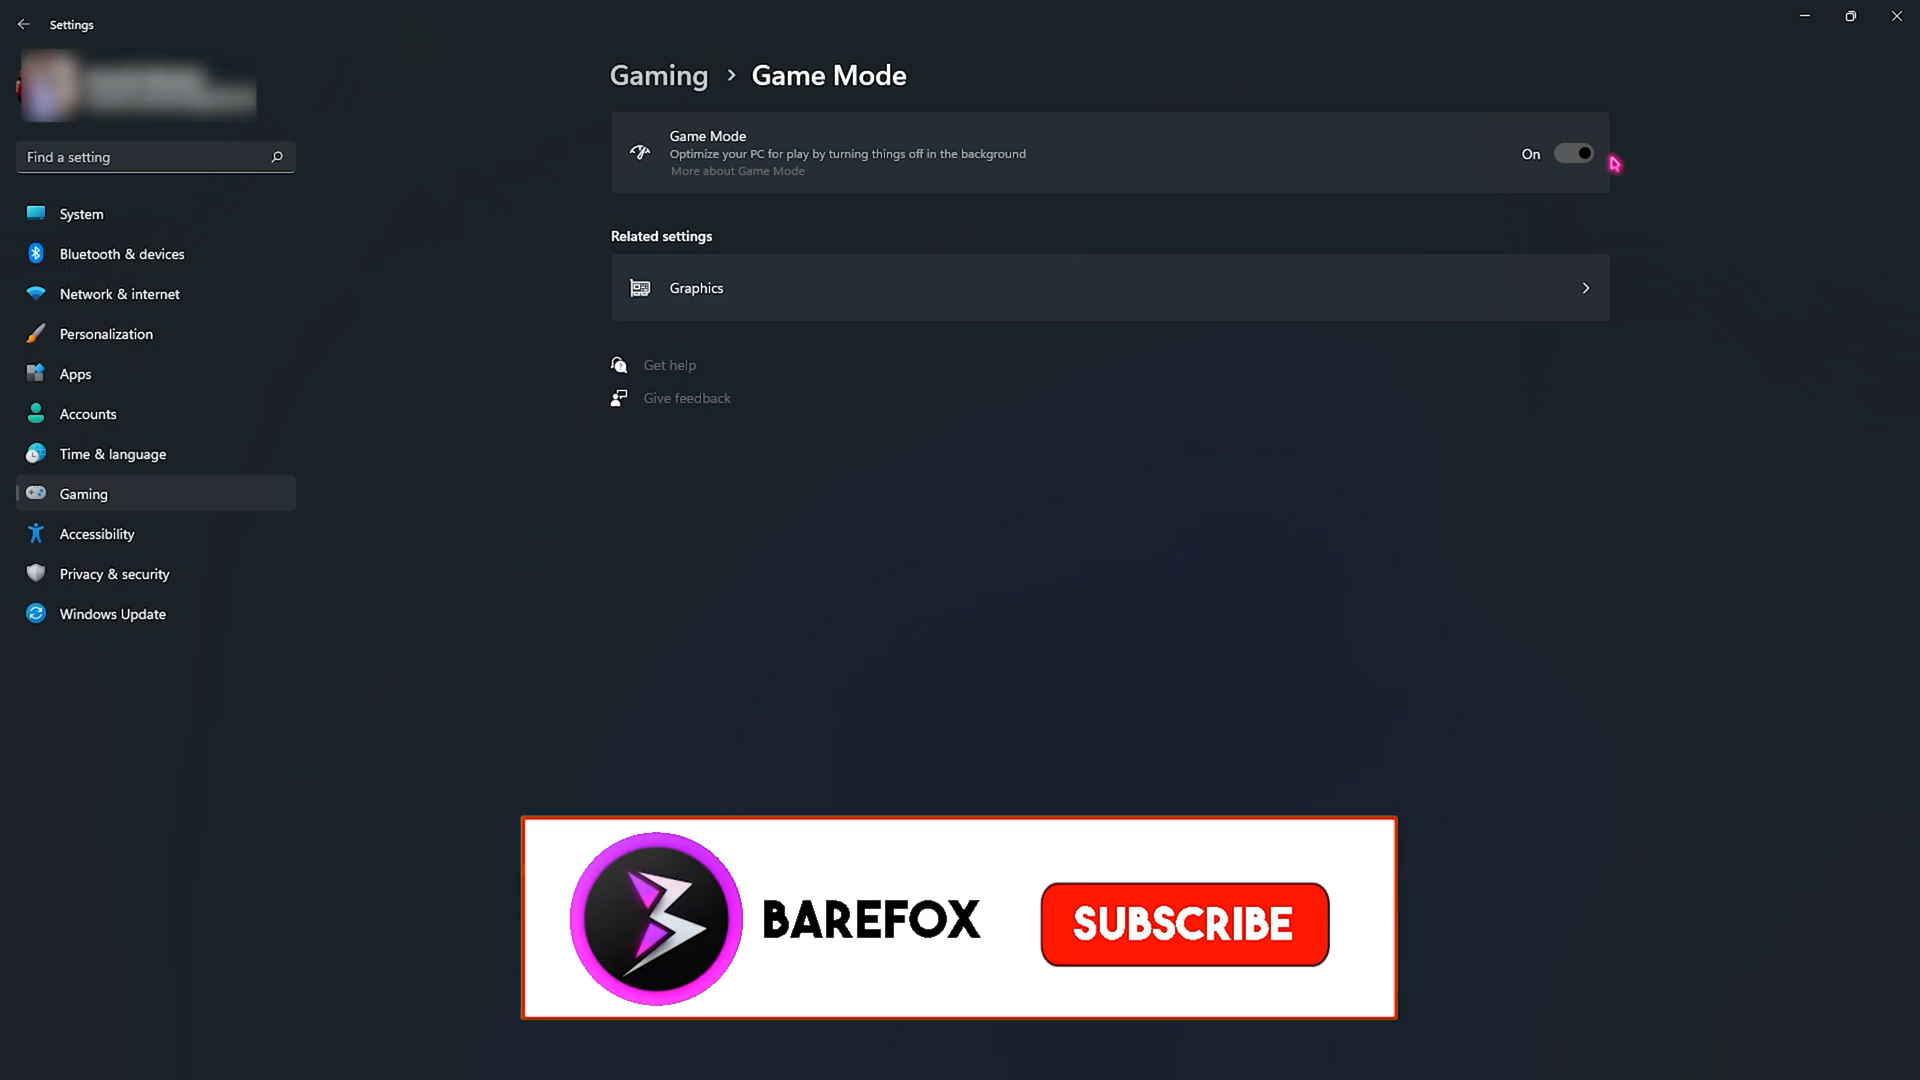 Settings
Find a setting
System
Bluetooth & devices
Network & internet
Personalization
Apps
Accounts
Time & language
Gaming
Accessibility
Privacy & security
Windows Update
Gaming > Game Mode
Game Mode
Optimize your PC for play by turning things off in the background
More about Game Mode
On
Related settings
Graphics
Get help
Give feedback
BAREFOX
SUBSCRIBE